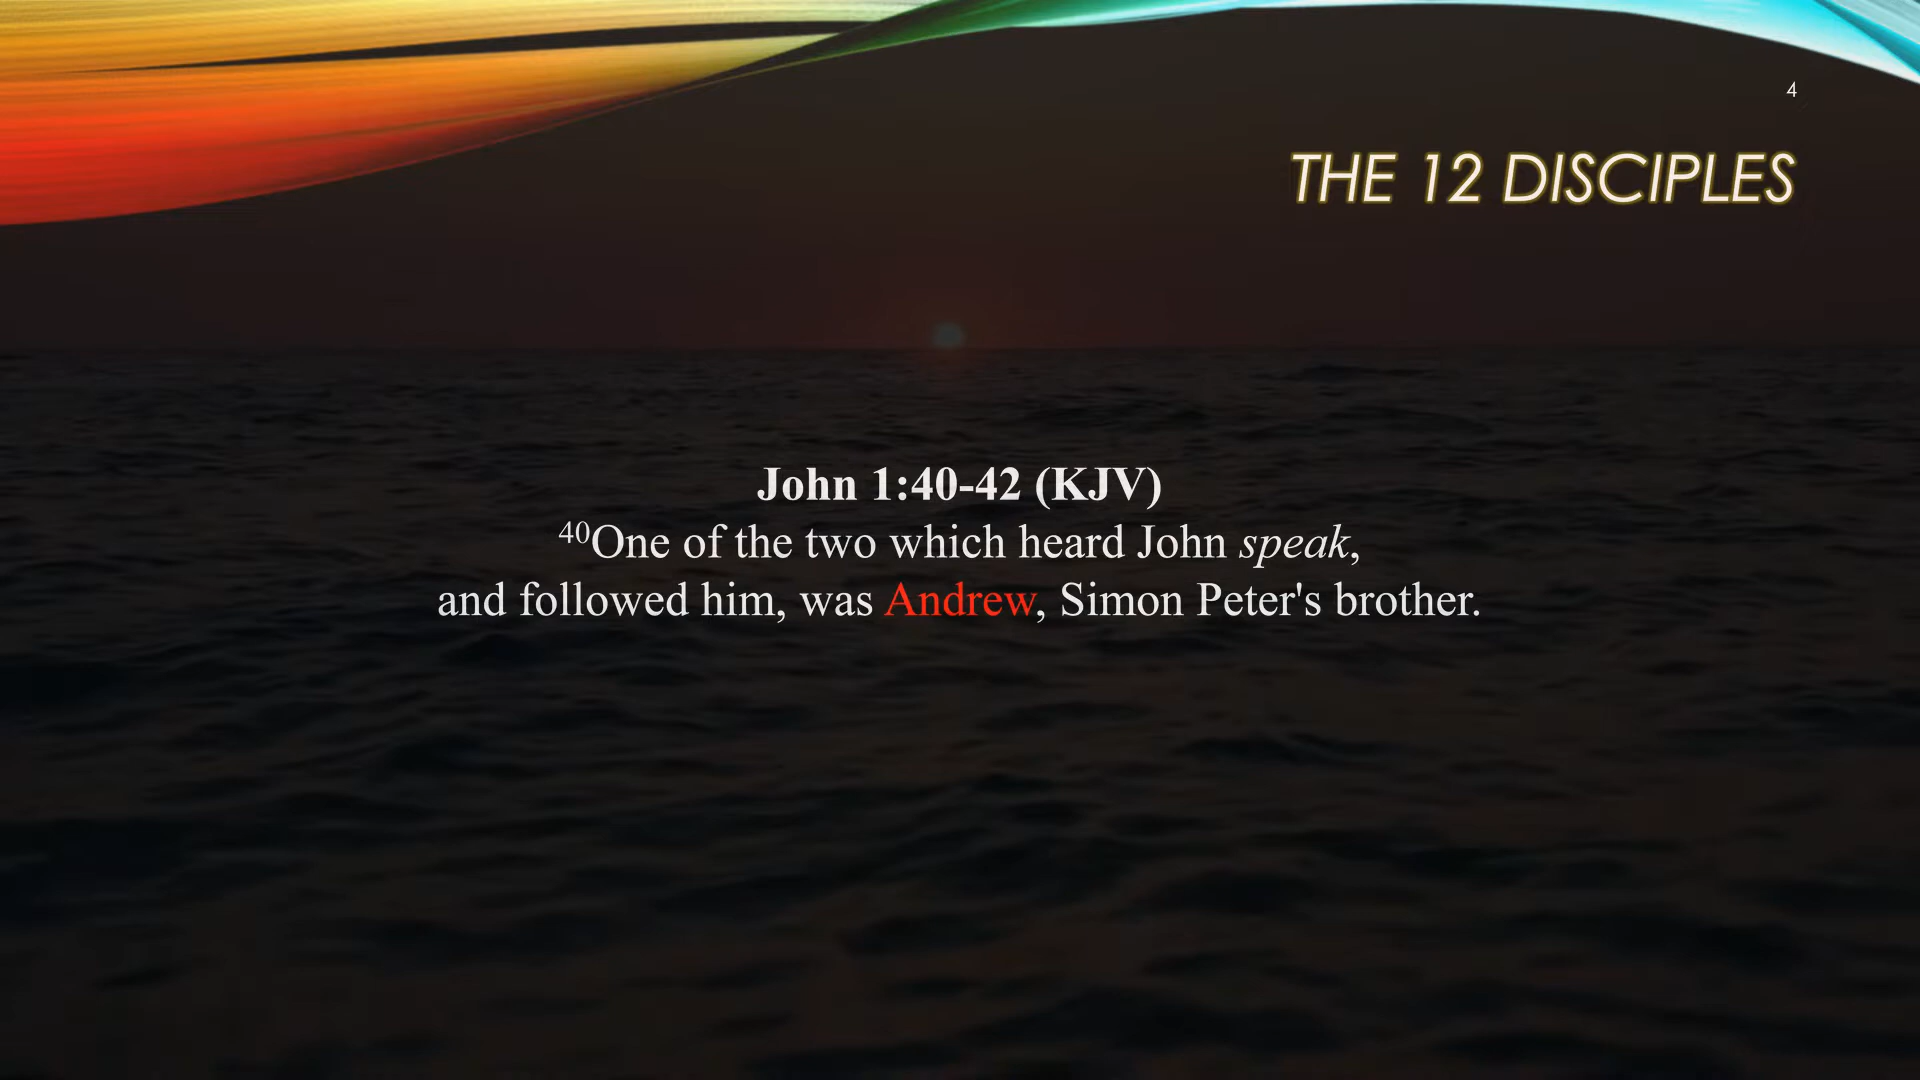 4
THE 12 DISCIPLES
John 1:40-42 (KJV)
40One of the two which heard John speak,
and followed him, was Andrew, Simon Peter's brother.